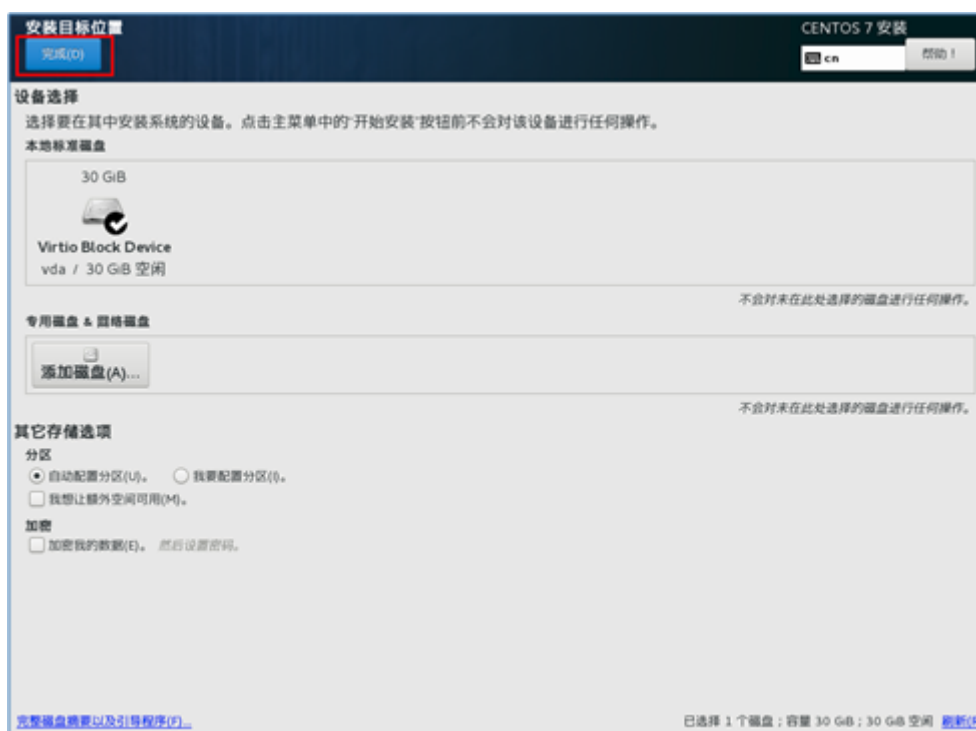 安装目标位置
CENTOS 7 安装
完成(D)
cn
帮助！
设备选择
选择要在其中安装系统的设备。点击主菜单中的"开始安装"按钮前不会对该设备进行任何操作。
本地标准磁盘
30 GiB
Virtio Block Device
vda / 30 GiB 空闲
不会对未在此处选择的磁盘进行任何操作。
专用磁盘 & 网络磁盘
添加磁盘(A)...
不会对未在此处选择的磁盘进行任何操作。
其它存储选项
分区
自动配置分区(U)。 我要配置分区(I)。
我想让额外空间可用(M)。
加密
加密我的数据(E)。 然后设置密码。
完整磁盘摘要以及引导程序(F)...
已选择 1 个磁盘；容量 30 GiB；30 GiB 空闲 刷新(R